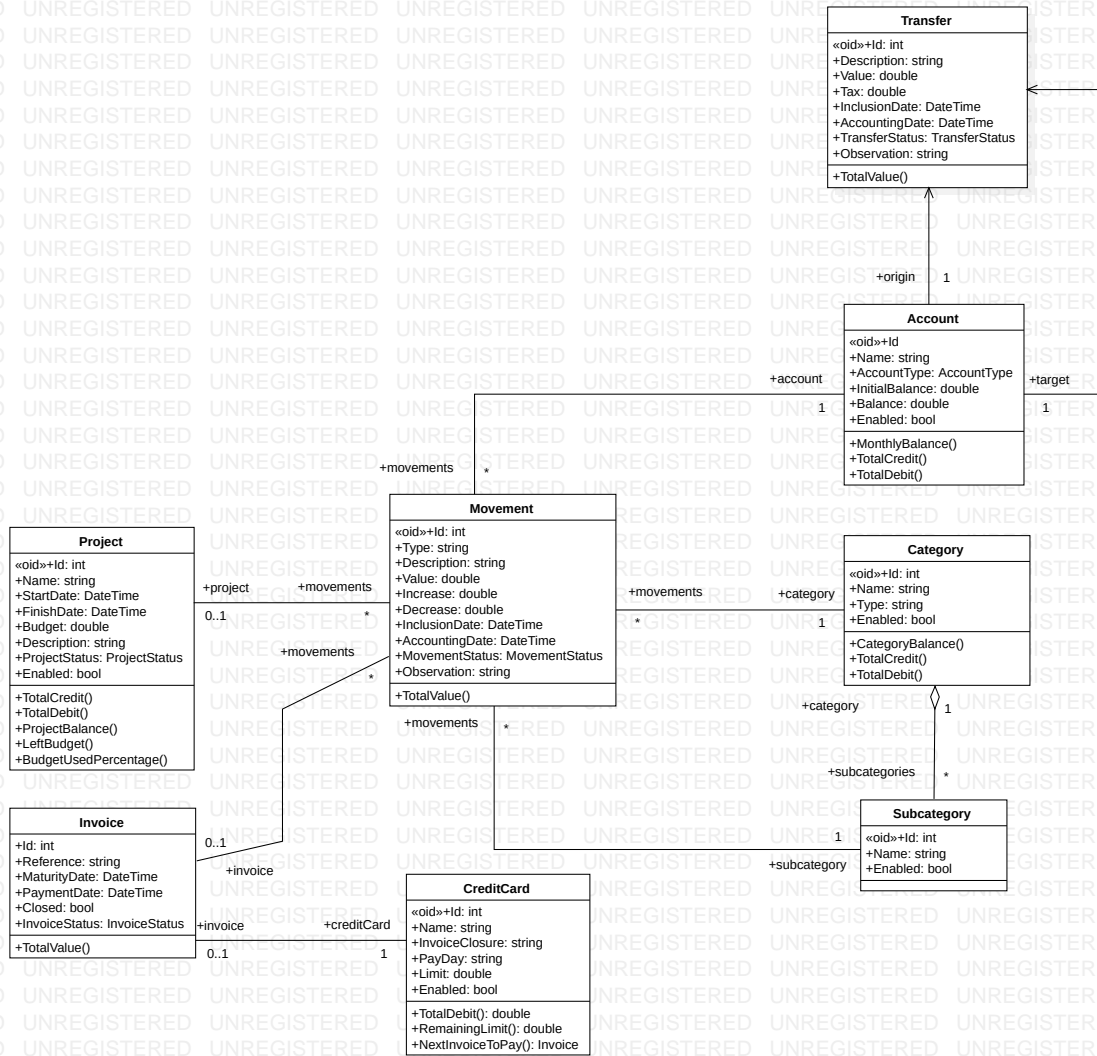 Transfer
«oid»+Id: int
+Description: string
+Value: double
+Tax: double
+InclusionDate: DateTime
+AccountingDate: DateTime
+TransferStatus: TransferStatus
+Observation: string
+TotalValue()
+origin
1
Account
«oid»+Id
+Name: string
+AccountType: AccountType
+InitialBalance: double
+Balance: double
+Enabled: bool
+MonthlyBalance()
+TotalCredit()
+TotalDebit()
+account
1
+target
1
+movements
*
Movement
«oid»+Id: int
+Type: string
+Description: string
+Value: double
+Increase: double
+Decrease: double
+InclusionDate: DateTime
+AccountingDate: DateTime
+MovementStatus: MovementStatus
+Observation: string
+TotalValue()
Project
«oid»+Id: int
+Name: string
+StartDate: DateTime
+FinishDate: DateTime
+Budget: double
+Description: string
+ProjectStatus: ProjectStatus
+Enabled: bool
+TotalCredit()
+TotalDebit()
+ProjectBalance()
+LeftBudget()
+BudgetUsedPercentage()
+project
0..1
+movements
*
+movements
*
+movements
*
+category
1
Category
«oid»+Id: int
+Name: string
+Type: string
+Enabled: bool
+CategoryBalance()
+TotalCredit()
+TotalDebit()
+category
1
+subcategories
*
+movements
*
Subcategory
«oid»+Id: int
+Name: string
+Enabled: bool
1
+subcategory
Invoice
+Id: int
+Reference: string
+MaturityDate: DateTime
+PaymentDate: DateTime
+Closed: bool
+InvoiceStatus: InvoiceStatus
+TotalValue()
0..1
+invoice
+invoice
0..1
+creditCard
1
CreditCard
«oid»+Id: int
+Name: string
+InvoiceClosure: string
+PayDay: string
+Limit: double
+Enabled: bool
+TotalDebit(): double
+RemainingLimit(): double
+NextInvoiceToPay(): Invoice
UNREGISTERED